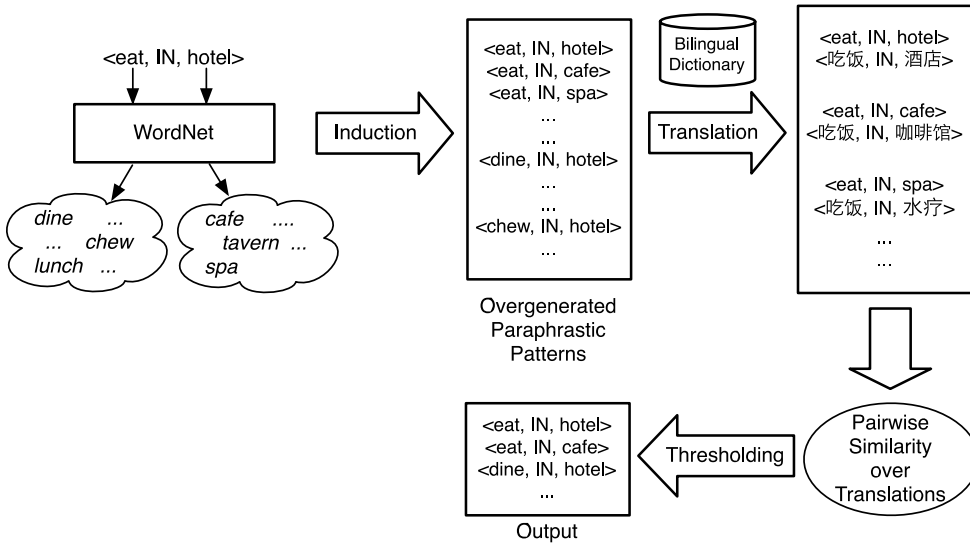 <eat, IN, hotel>
WordNet
dine ...
... chew
lunch ...
cafe ....
tavern ...
spa
Induction
<eat, IN, hotel>
<eat, IN, cafe>
<eat, IN, spa>
...
...
<dine, IN, hotel>
...
...
<chew, IN, hotel>
...
Overgenerated
Paraphrastic
Patterns
Bilingual
Dictionary
Translation
<eat, IN, hotel>
<吃饭, IN, 酒店>
<eat, IN, cafe>
<吃饭, IN, 咖啡馆>
<eat, IN, spa>
<吃饭, IN, 水疗>
...
...
Pairwise
Similarity
over
Translations
Thresholding
<eat, IN, hotel>
<eat, IN, cafe>
<dine, IN, hotel>
...
Output